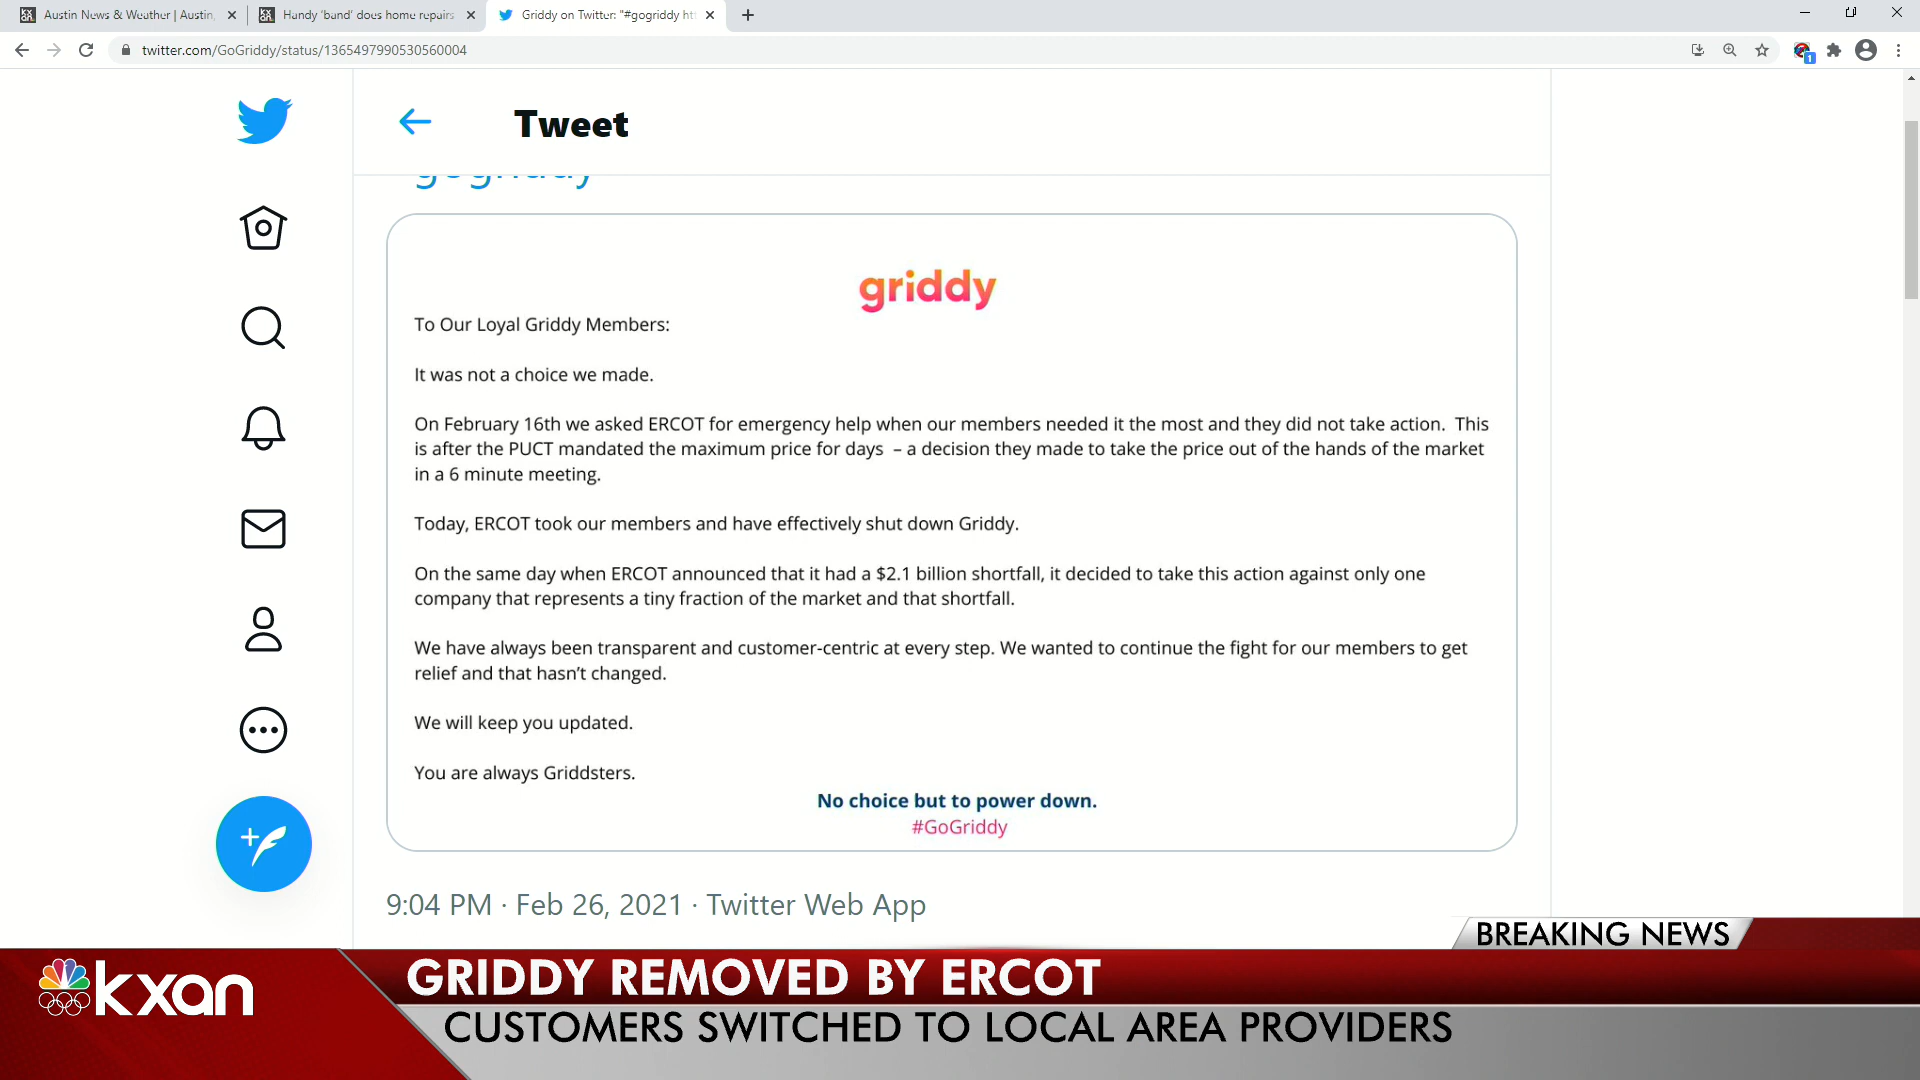 Austin News & Weather | Austin,
Handy 'band' does home repairs
Griddy on Twitter: "#gogriddy htt
twitter.com/GoGriddy/status/1365497990530560004
1
Tweet
gogriddy
griddy
To Our Loyal Griddy Members:
It was not a choice we made.
On February 16th we asked ERCOT for emergency help when our members needed it the most and they did not take action. This
is after the PUCT mandated the maximum price for days – a decision they made to take the price out of the hands of the market
in a 6 minute meeting.
Today, ERCOT took our members and have effectively shut down Griddy.
On the same day when ERCOT announced that it had a $2.1 billion shortfall, it decided to take this action against only one
company that represents a tiny fraction of the market and that shortfall.
We have always been transparent and customer-centric at every step. We wanted to continue the fight for our members to get
relief and that hasn't changed.
We will keep you updated.
You are always Griddsters.
No choice but to power down.
#GoGriddy
9:04 PM · Feb 26, 2021 · Twitter Web App
BREAKING NEWS
kxan
GRIDDY REMOVED BY ERCOT
CUSTOMERS SWITCHED TO LOCAL AREA PROVIDERS